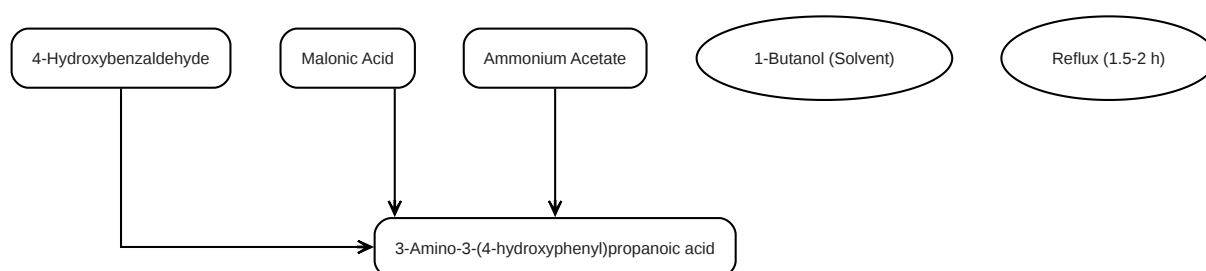 4-Hydroxybenzaldehyde
Malonic Acid
Ammonium Acetate
1-Butanol (Solvent)
Reflux (1.5-2 h)
3-Amino-3-(4-hydroxyphenyl)propanoic acid